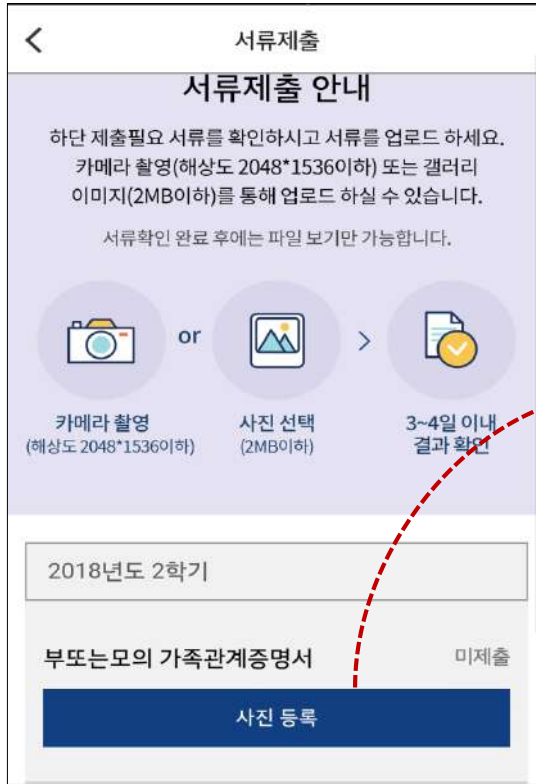 서류제출
서류제출 안내
하단 제출필요 서류를 확인하시고 서류를 업로드 하세요.
카메라 촬영(해상도 2048*1536이하) 또는 갤러리
이미지(2MB이하)를 통해 업로드 하실 수 있습니다.
서류확인 완료 후에는 파일 보기만 가능합니다.
or
>
카메라 촬영
(해상도 2048*1536이하)
사진 선택
(2MB이하)
3~4일 이내
결과 확인
2018년도 2학기
부또는모의 가족관계증명서
미제출
사진 등록